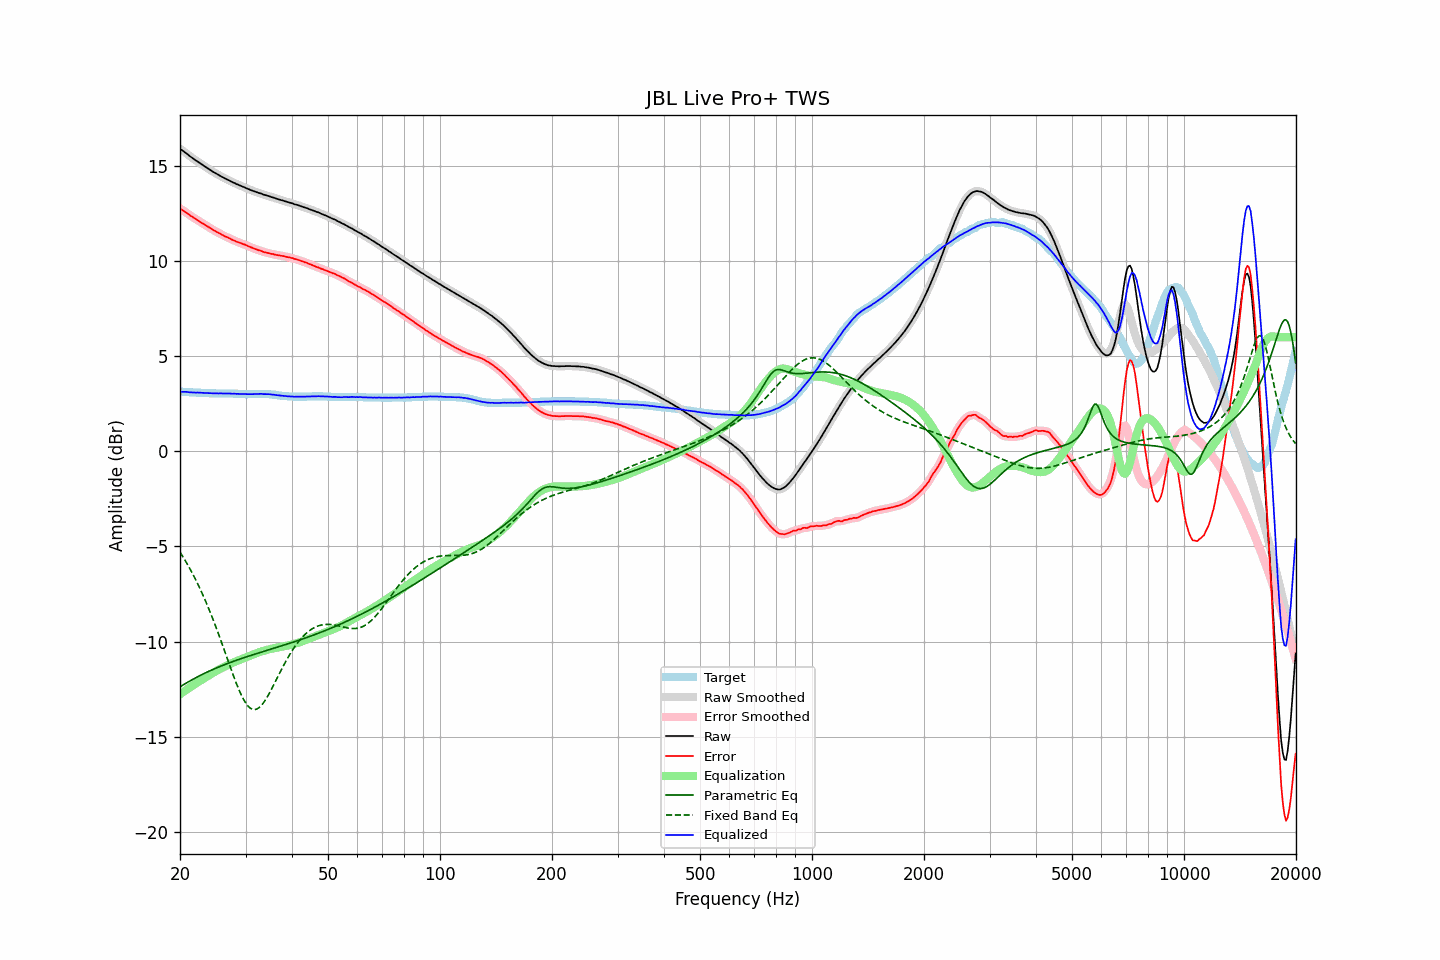 JBL Live Pro+ TWS
15
10
5
0
−5
−10
−15
−20
Amplitude (dBr)
Target
Raw Smoothed
Error Smoothed
Raw
Error
Equalization
Parametric Eq
Fixed Band Eq
Equalized
20 50 100 200 500 1000 2000 5000 10000 20000
Frequency (Hz)